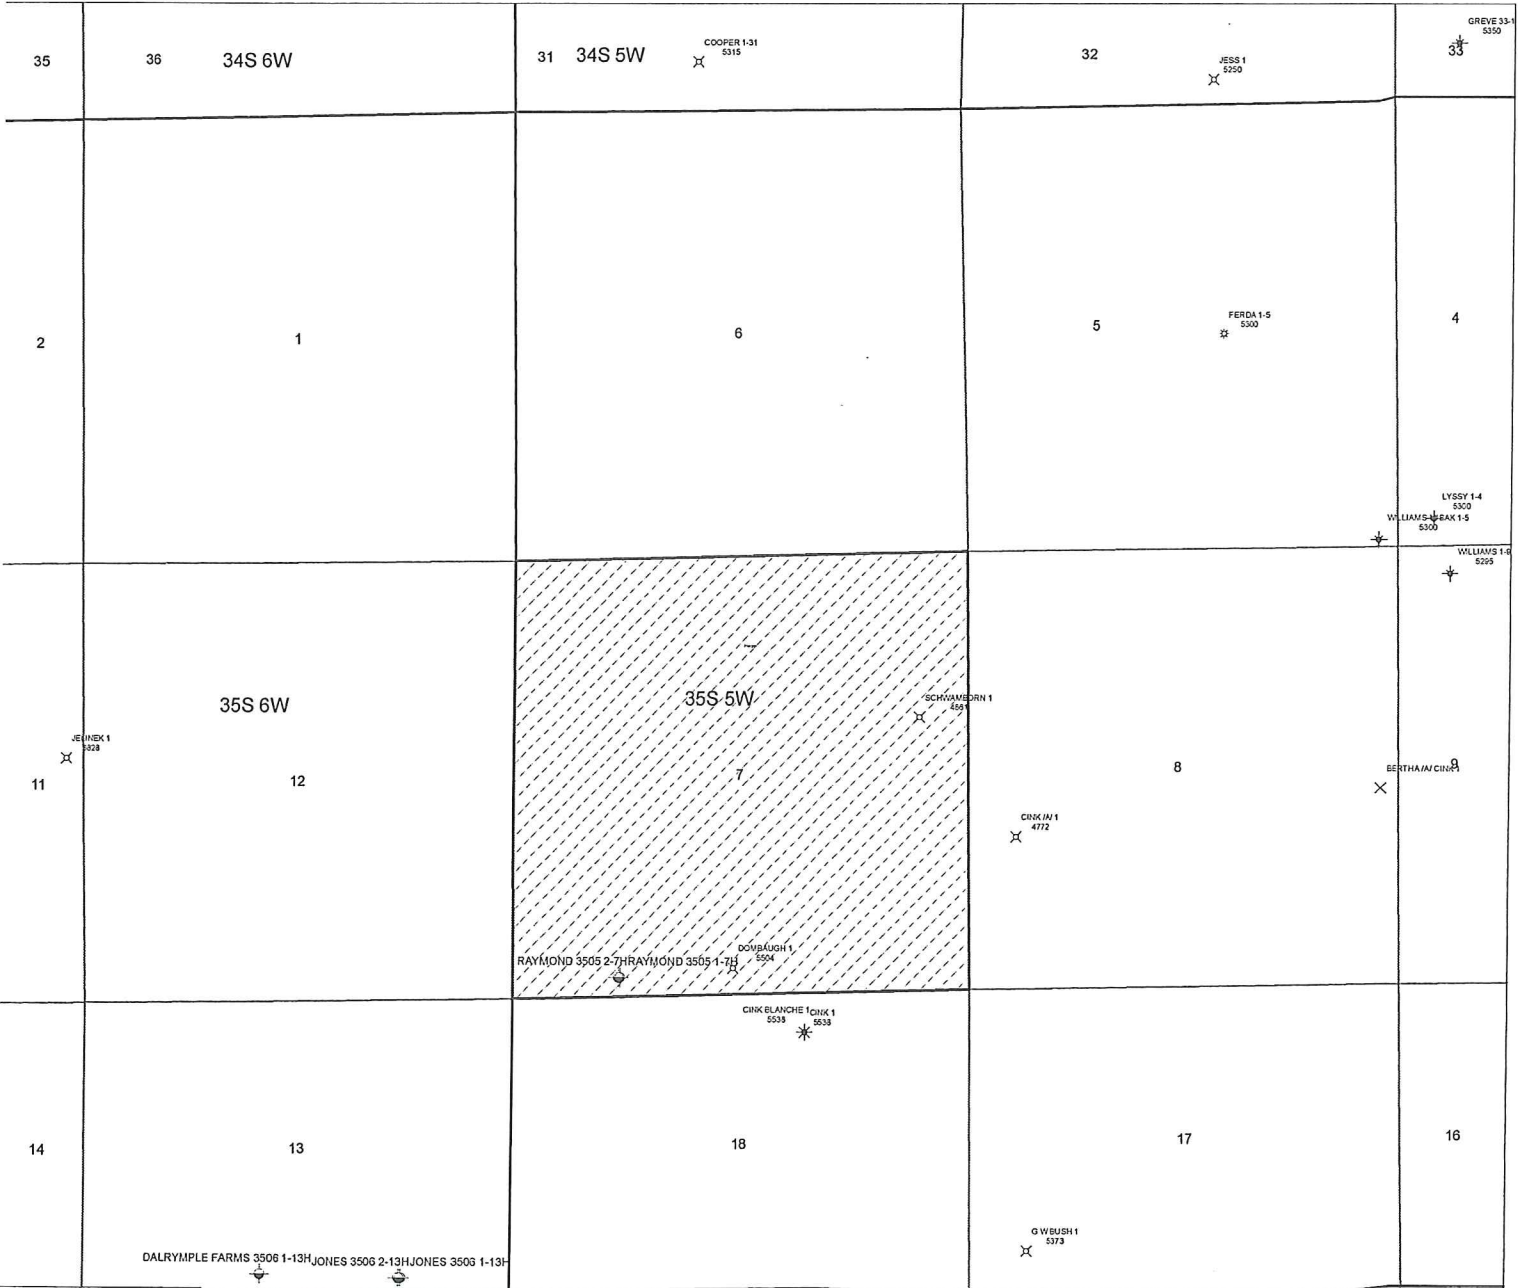 GREVE 33-1
5350
COOPER 1-31
5315
35
36
34S 6W
31
34S 5W
32
33
JESS 1
5250
2
1
6
5
FERDA 1-5
5300
4
LYSSY 1-4
5300
5300
WILLIAMS 1-9
5295
35S 6W
35S 5W
SCHWAMBORN 1
JELINEK 1
11
12
7
8
9
CINK /A/ 1
4772
DOMBAUGH 1
5504
RAYMOND 3505 2-7H RAYMOND 3505 1-7H
CINK BLANCHE 1 CINK 1
5538 5538
14
13
18
17
16
G W BUSH 1
5373
DALRYMPLE FARMS 3506 1-13H JONES 3506 2-13H JONES 3506 1-13H